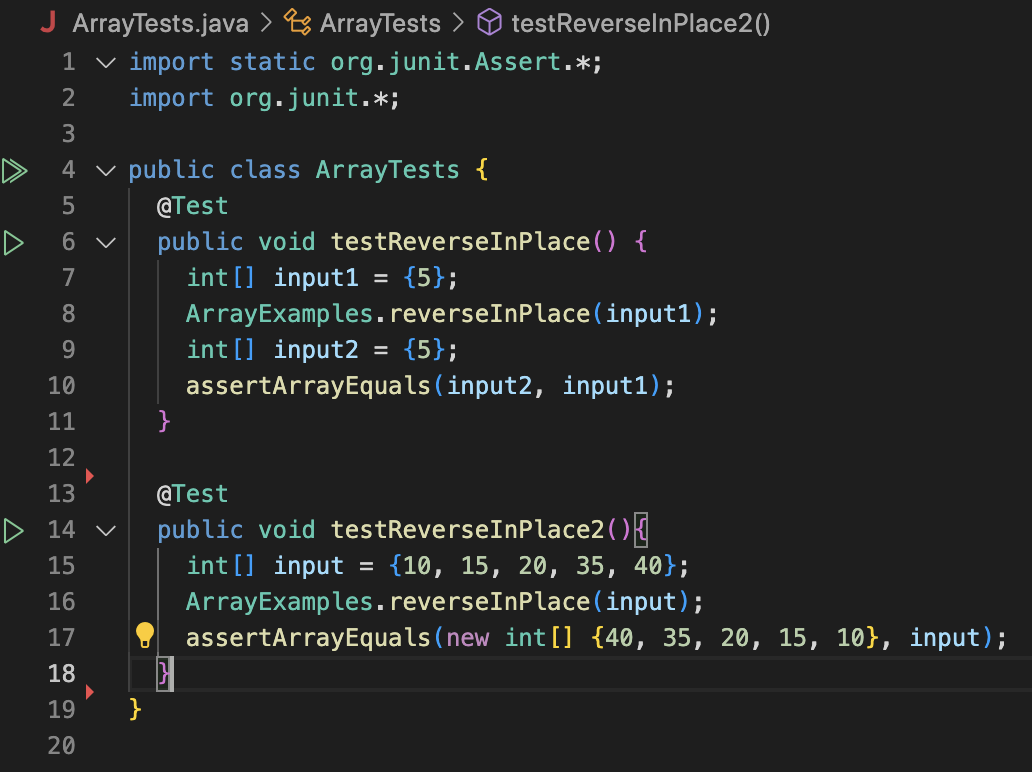 J ArrayTests.java > ArrayTests > testReverseInPlace2()
1 import static org.junit.Assert.*;
2 import org.junit.*;
3
4 public class ArrayTests {
5 @Test
6 public void testReverseInPlace() {
7 int[] input1 = {5};
8 ArrayExamples.reverseInPlace(input1);
9 int[] input2 = {5};
10 assertArrayEquals(input2, input1);
11 }
12
13 @Test
14 public void testReverseInPlace2(){
15 int[] input = {10, 15, 20, 35, 40};
16 ArrayExamples.reverseInPlace(input);
17 assertArrayEquals(new int[] {40, 35, 20, 15, 10}, input);
18 }
19 }
20